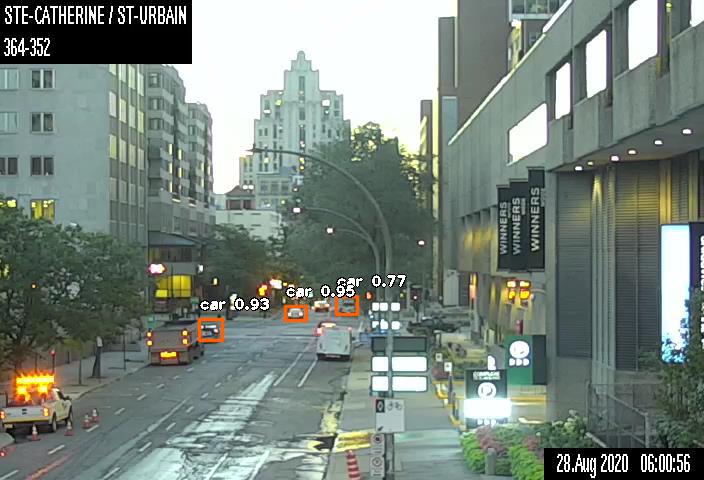 STE-CATHERINE / ST-URBAIN
364-352
car 0.93
car 0.95
car 0.77
WINNERS
WINNERS
WINNERS
28.Aug 2020 06:00:56